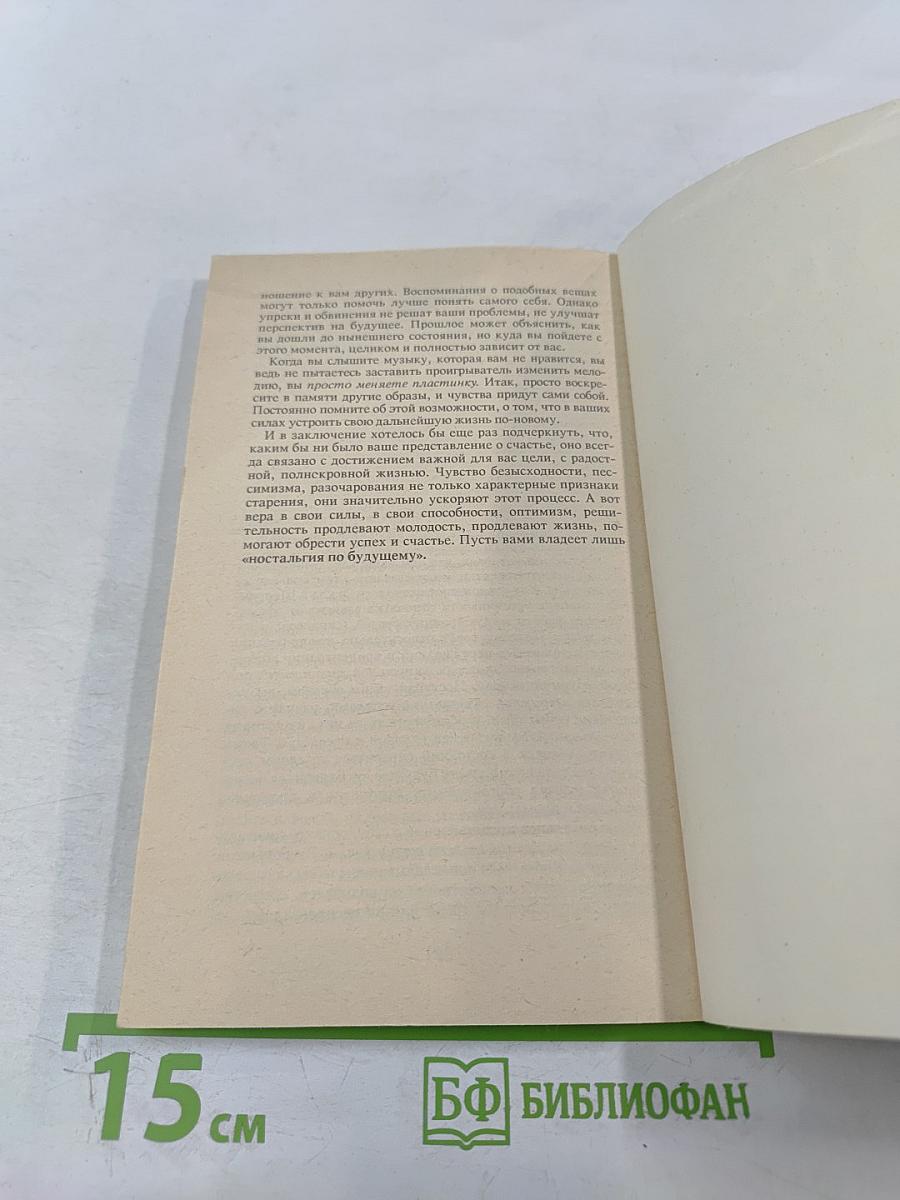 ношение к вам других. Воспоминания о подобных вещах
могут только помочь лучше понять самого себя. Однако
упреки и обвинения не решат ваши проблемы, не улучшат
перспектив на будущее. Прошлое может объяснить, как
вы дошли до нынешнего состояния, но куда вы пойдете с
этого момента, целиком и полностью зависит от вас.
Когда вы слышите музыку, которая вам не нравится, вы
ведь не пытаетесь заставить проигрыватель изменить мело-
дию, вы просто меняете пластинку. Итак, просто воскре-
сите в памяти другие образы, и чувства придут сами собой.
Постоянно помните об этой возможности, о том, что в ваших
силах устроить свою дальнейшую жизнь по-новому.
И в заключение хотелось бы еще раз подчеркнуть, что,
каким бы ни было ваше представление о счастье, оно всег-
да связано с достижением важной для вас цели, с радост-
ной, полнокровной жизнью. Чувство безысходности, пес-
симизма, разочарования не только характерные признаки
старения, они значительно ускоряют этот процесс. А вот
вера в свои силы, в свои способности, оптимизм, реши-
тельность продлевают молодость, продлевают жизнь, по-
могают обрести успех и счастье. Пусть вами владеет лишь
«ностальгия по будущему».
15 см
БФ БИБЛИОФАН